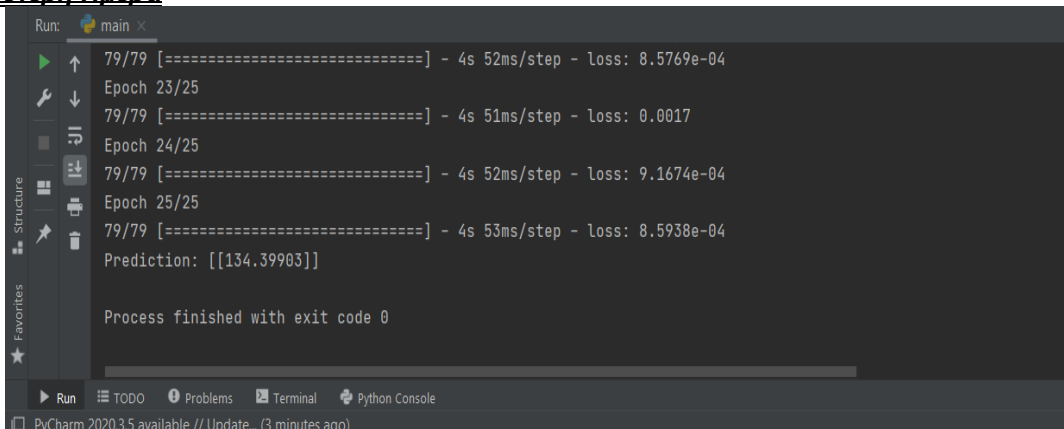 Run: main ×
79/79 [==============================] - 4s 52ms/step - loss: 8.5769e-04
Epoch 23/25
79/79 [==============================] - 4s 51ms/step - loss: 0.0017
Epoch 24/25
79/79 [==============================] - 4s 52ms/step - loss: 9.1674e-04
Epoch 25/25
79/79 [==============================] - 4s 53ms/step - loss: 8.5938e-04
Prediction: [[134.39903]]
Process finished with exit code 0
Structure
Favorites
Run TODO Problems Terminal Python Console
PyCharm 2020.3.5 available // Update... (3 minutes ago)